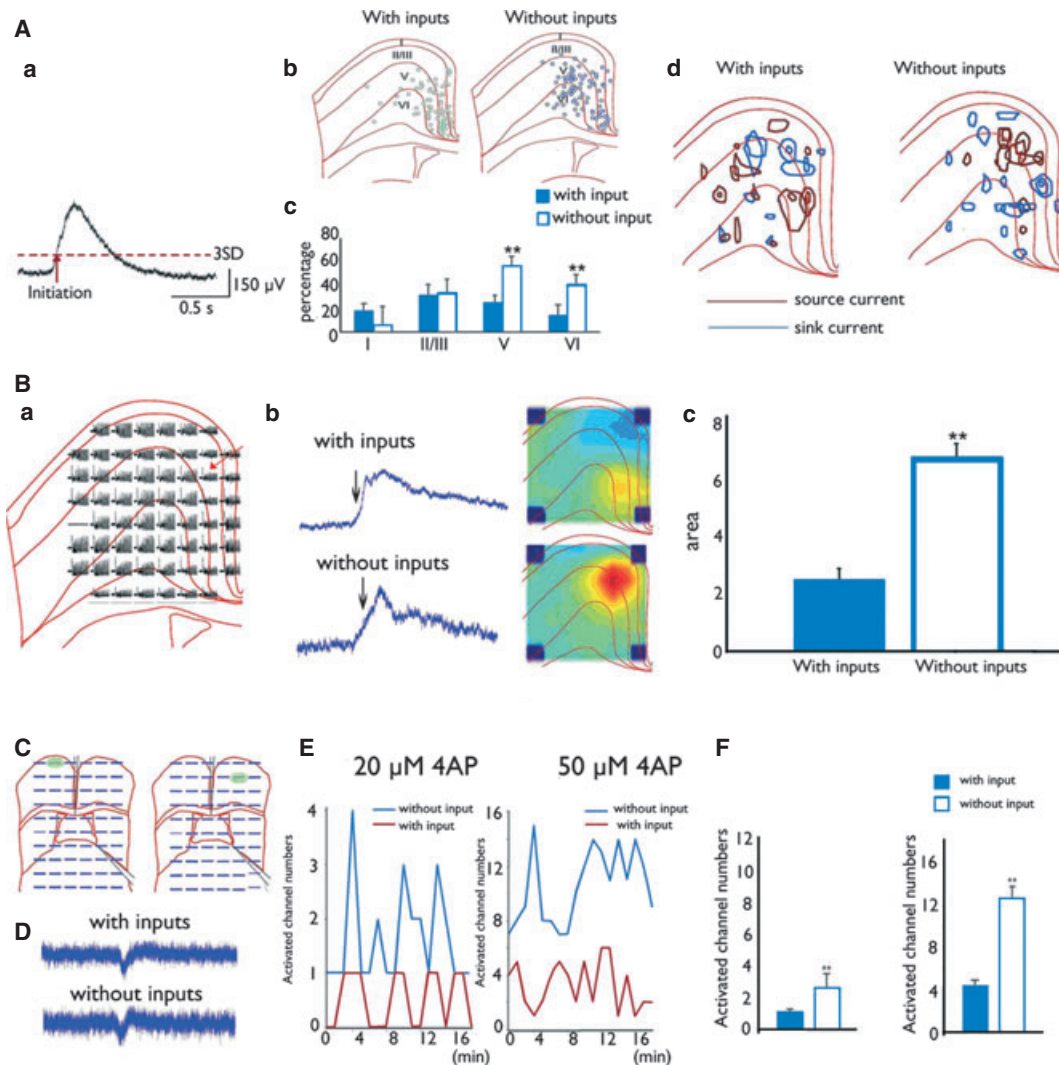 A
a
3SD
Initiation
150 µV
0.5 s
b
With inputs
Without inputs
I
II/III
V
VI
I
II/III
V
VI
c
with input
without input
percentage
80
60
40
20
0
**
**
I
II/III
V
VI
d
With inputs
Without inputs
source current
sink current
B
a
b
with inputs
without inputs
c
area
8
6
4
2
0
**
With inputs
Without inputs
C
D
with inputs
without inputs
E
20 µM 4AP
50 µM 4AP
without input
with input
Activated channel numbers
4
3
2
1
0
0
4
8
12
16
(min)
without input
with input
Activated channel numbers
16
12
8
4
0
0
4
8
12
16
(min)
F
with input
without input
Activated channel numbers
12
10
8
6
4
2
0
**
Activated channel numbers
16
12
8
4
0
**